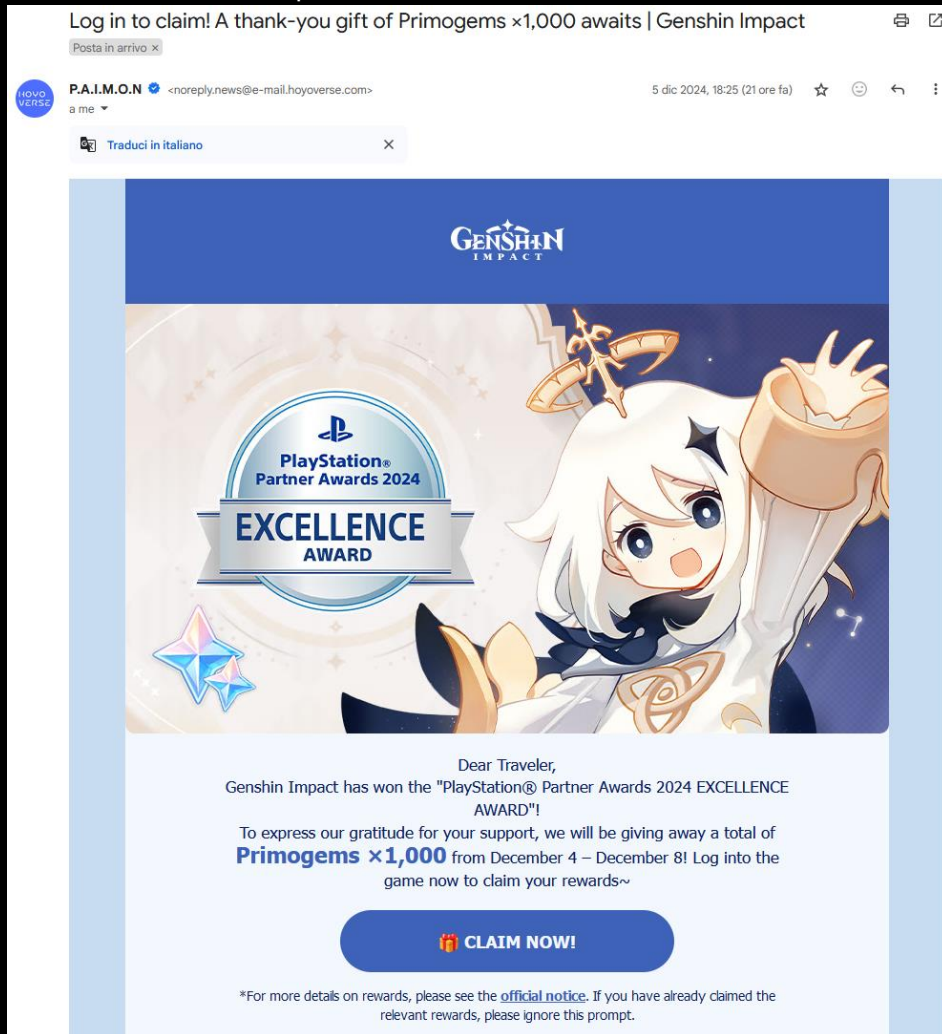 Log in to claim! A thank-you gift of Primogems ×1,000 awaits | Genshin Impact
Posta in arrivo ×
HOYO
VERSE
P.A.I.M.O.N <noreply.news@e-mail.hoyoverse.com>
5 dic 2024, 18:25 (21 ore fa)
a me
Traduci in italiano
GENSHIN
IMPACT
PlayStation®
Partner Awards 2024
EXCELLENCE
AWARD
Dear Traveler,
Genshin Impact has won the "PlayStation® Partner Awards 2024 EXCELLENCE
AWARD"!
To express our gratitude for your support, we will be giving away a total of
Primogems ×1,000 from December 4 – December 8! Log into the
game now to claim your rewards~
CLAIM NOW!
*For more details on rewards, please see the official notice. If you have already claimed the
relevant rewards, please ignore this prompt.